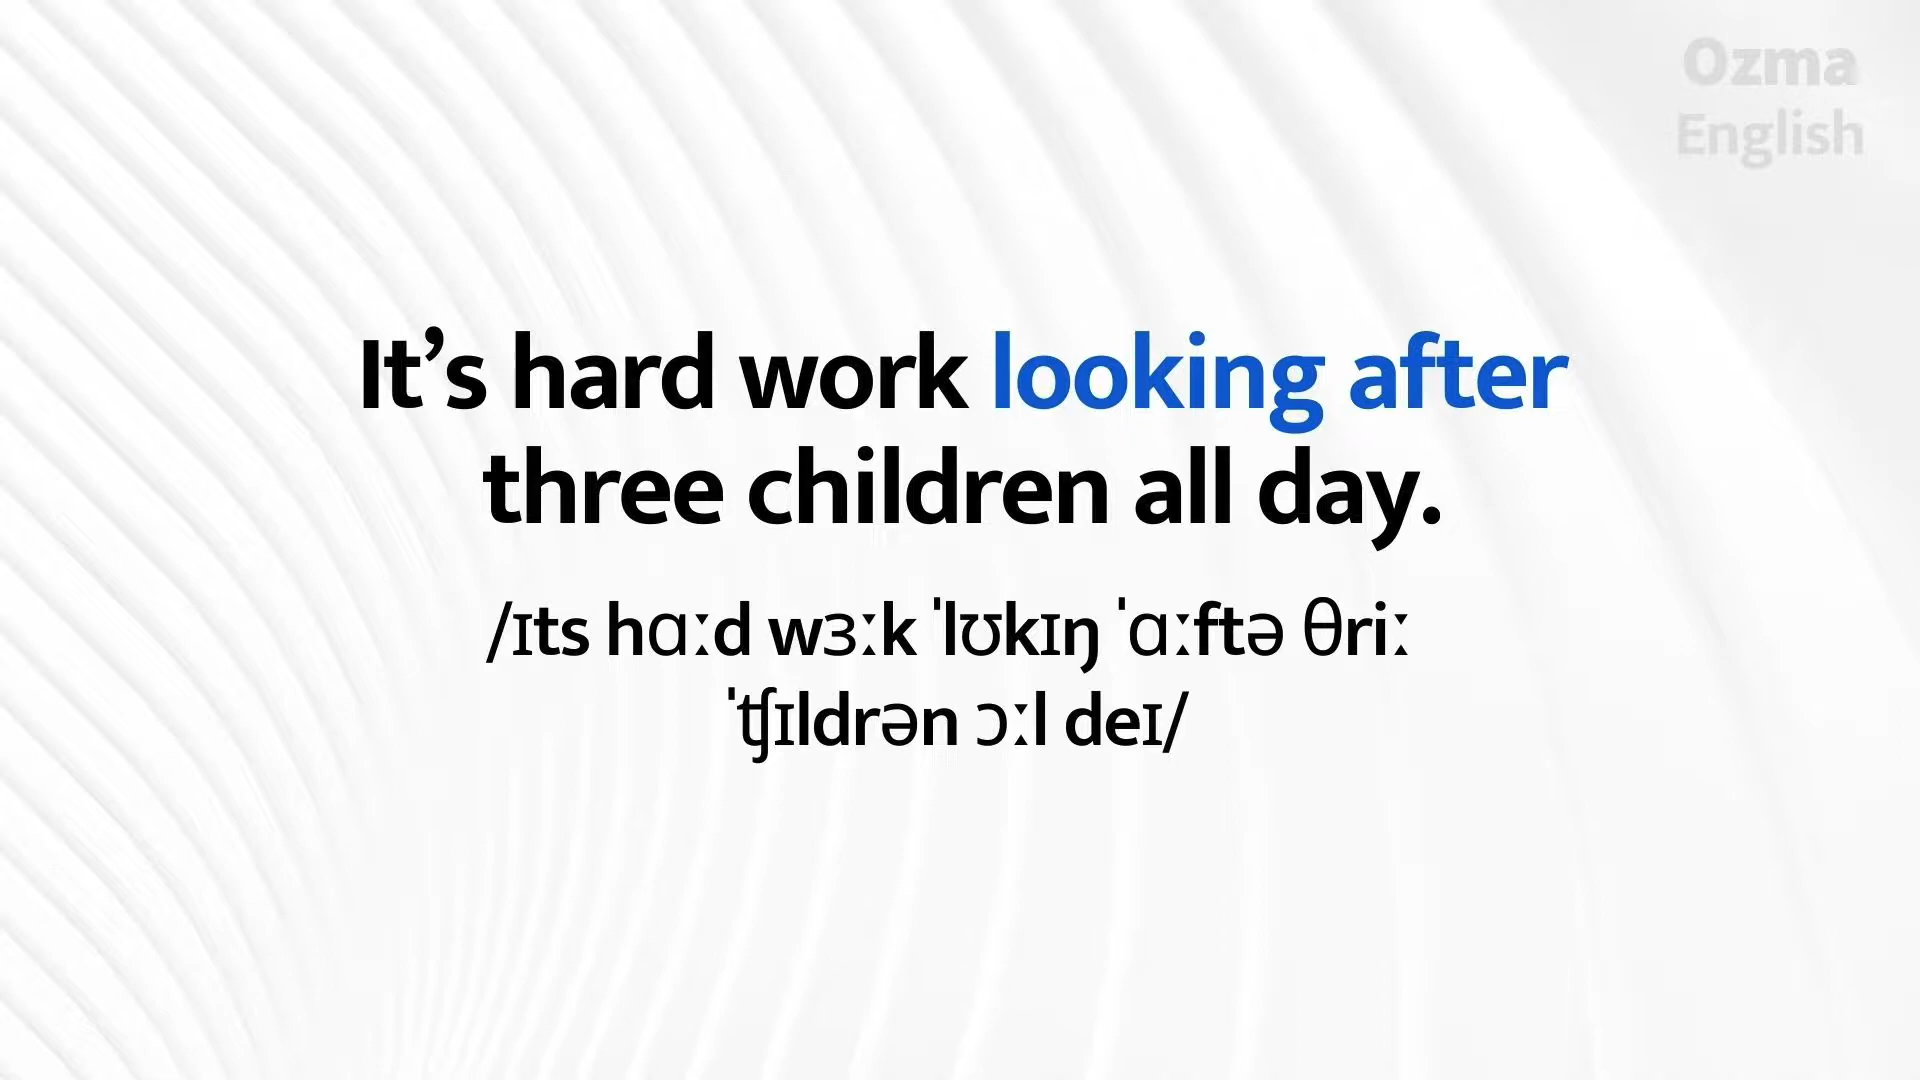 Ozma
English
It’s hard work looking after
three children all day.
/ɪts hɑːd wɜːk ˈlʊkɪŋ ˈɑːftə θriː
ˈʧɪldrən ɔːl deɪ/